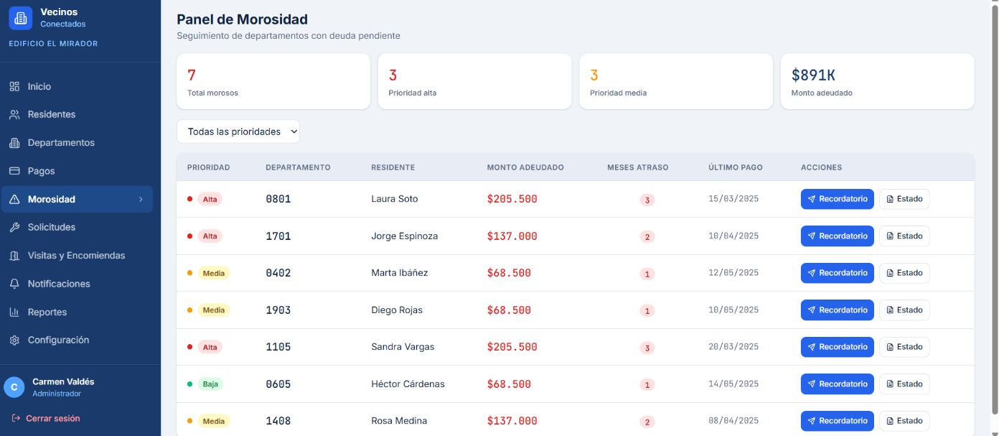 Vecinos
Conectados
EDIFICIO EL MIRADOR
Inicio
Residentes
Departamentos
Pagos
Morosidad
Solicitudes
Visitas y Encomiendas
Notificaciones
Reportes
Configuración
C
Carmen Valdés
Administrador
Cerrar sesión
Panel de Morosidad
Seguimiento de departamentos con deuda pendiente
7
Total morosos
3
Prioridad alta
3
Prioridad media
$891K
Monto adeudado
Todas las prioridades
PRIORIDAD DEPARTAMENTO RESIDENTE MONTO ADEUDADO MESES ATRASO ÚLTIMO PAGO ACCIONES
Alta 0801 Laura Soto $205.500 3 15/03/2025 Recordatorio Estado
Alta 1701 Jorge Espinoza $137.000 2 10/04/2025 Recordatorio Estado
Media 0402 Marta Ibáñez $68.500 1 12/05/2025 Recordatorio Estado
Media 1903 Diego Rojas $68.500 1 10/05/2025 Recordatorio Estado
Alta 1105 Sandra Vargas $205.500 3 20/03/2025 Recordatorio Estado
Baja 0605 Héctor Cárdenas $68.500 1 14/05/2025 Recordatorio Estado
Media 1408 Rosa Medina $137.000 2 08/04/2025 Recordatorio Estado